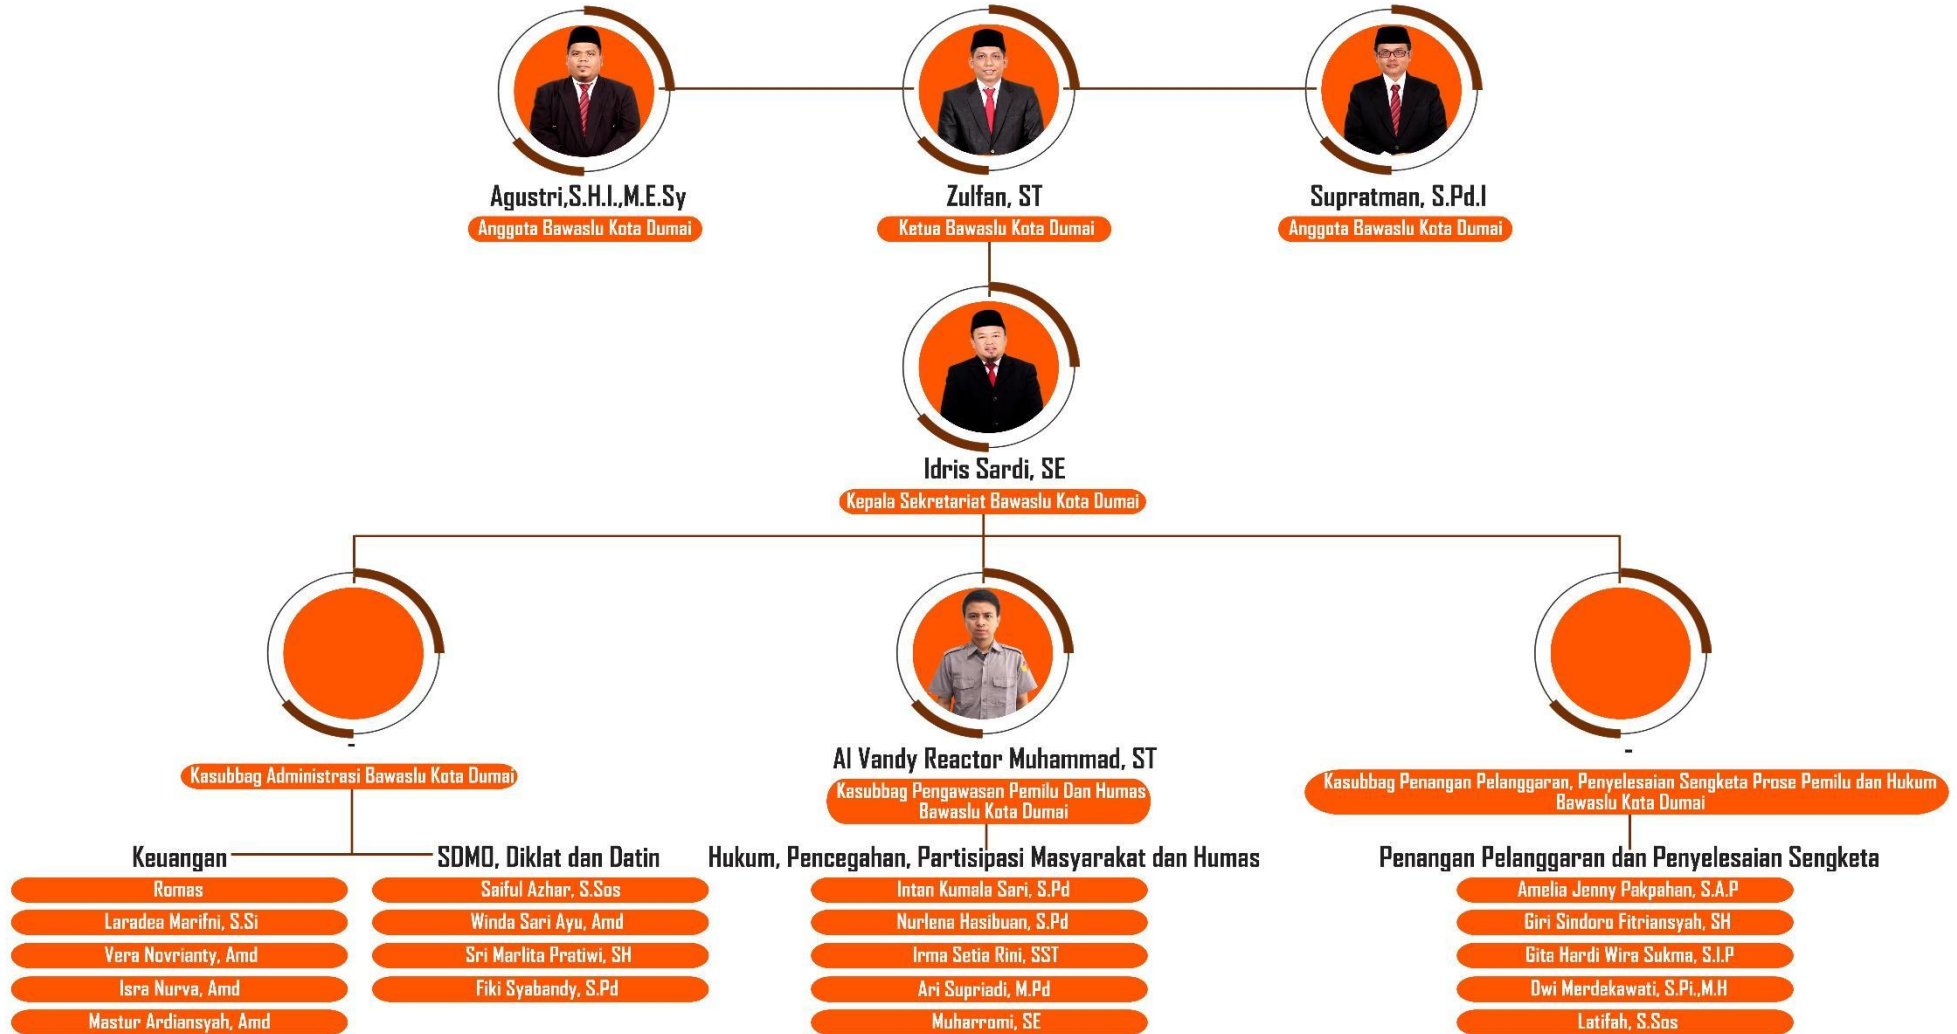 Agustri,S.H.I.,M.E.Sy
Anggota Bawaslu Kota Dumai
Zulfan, ST
Ketua Bawaslu Kota Dumai
Supratman, S.Pd.I
Anggota Bawaslu Kota Dumai
Idris Sardi, SE
Kepala Sekretariat Bawaslu Kota Dumai
-
Kasubbag Administrasi Bawaslu Kota Dumai
Al Vandy Reactor Muhammad, ST
Kasubbag Pengawasan Pemilu Dan Humas
Bawaslu Kota Dumai
-
Kasubbag Penangan Pelanggaran, Penyelesaian Sengketa Prose Pemilu dan Hukum
Bawaslu Kota Dumai
Keuangan
Romas
Laradea Marifni, S.Si
Vera Novrianty, Amd
Isra Nurva, Amd
Mastur Ardiansyah, Amd
SDMO, Diklat dan Datin
Saiful Azhar, S.Sos
Winda Sari Ayu, Amd
Sri Marlita Pratiwi, SH
Fiki Syabandy, S.Pd
Hukum, Pencegahan, Partisipasi Masyarakat dan Humas
Intan Kumala Sari, S.Pd
Nurlena Hasibuan, S.Pd
Irma Setia Rini, SST
Ari Supriadi, M.Pd
Muharromi, SE
Penangan Pelanggaran dan Penyelesaian Sengketa
Amelia Jenny Pakpahan, S.A.P
Giri Sindoro Fitriansyah, SH
Gita Hardi Wira Sukma, S.I.P
Dwi Merdekawati, S.Pi.,M.H
Latifah, S.Sos